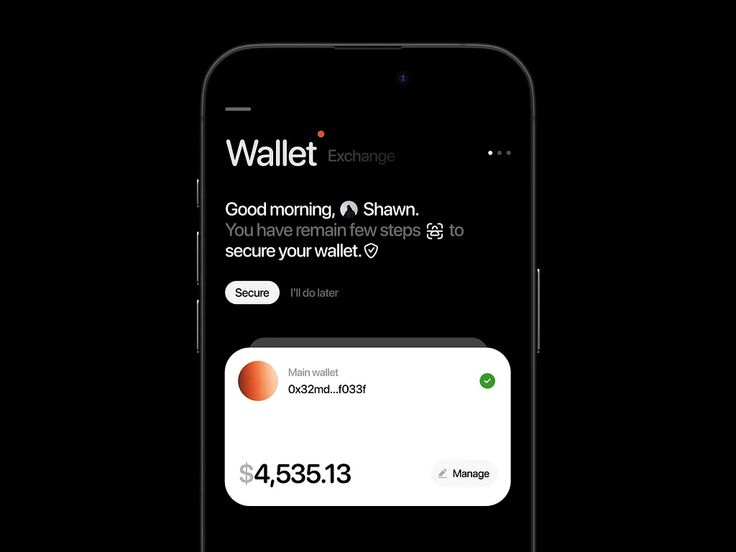 Wallet Exchange
Good morning, Shawn.
You have remain few steps to
secure your wallet.
Secure I'll do later
Main wallet
0x32md...f033f
$4,535.13 Manage